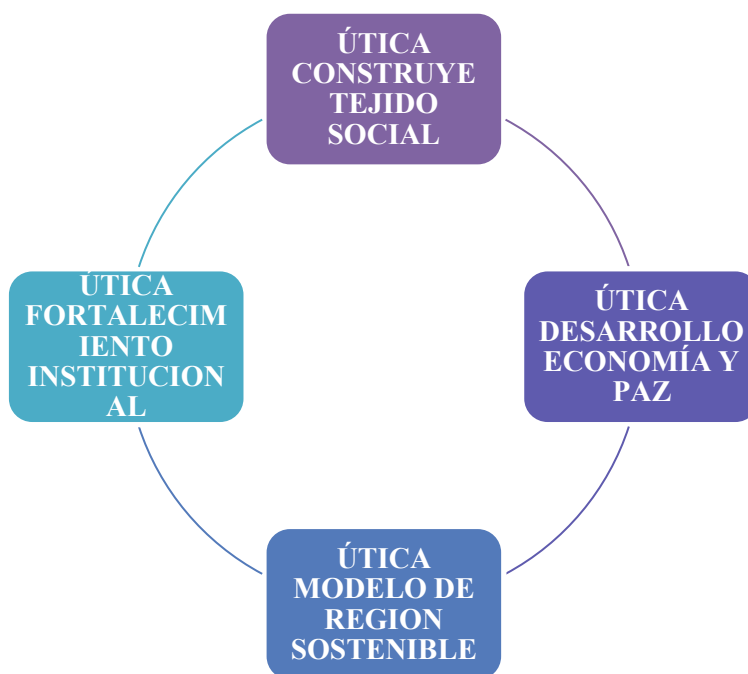 ÚTICA
CONSTRUYE
TEJIDO
SOCIAL
ÚTICA
DESARROLLO
ECONOMÍA Y
PAZ
ÚTICA
MODELO DE
REGION
SOSTENIBLE
ÚTICA
FORTALECIM
IENTO
INSTITUCION
AL